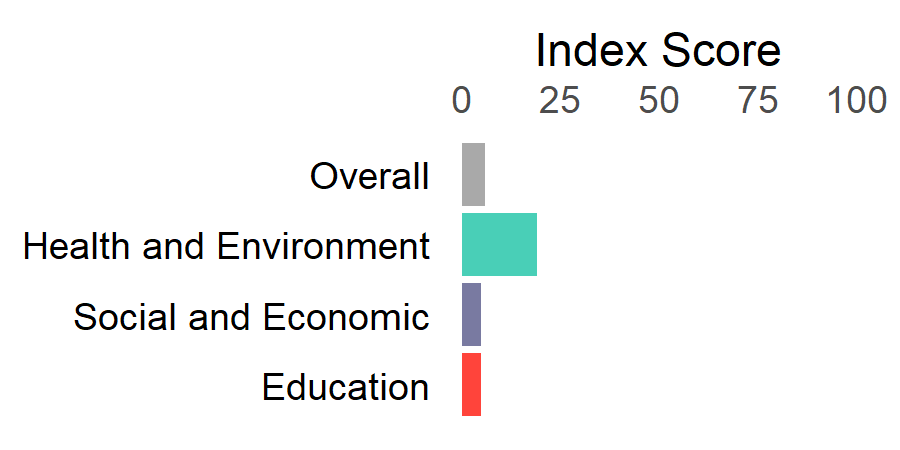 Index Score
0 25 50 75 100
Overall
Health and Environment
Social and Economic
Education